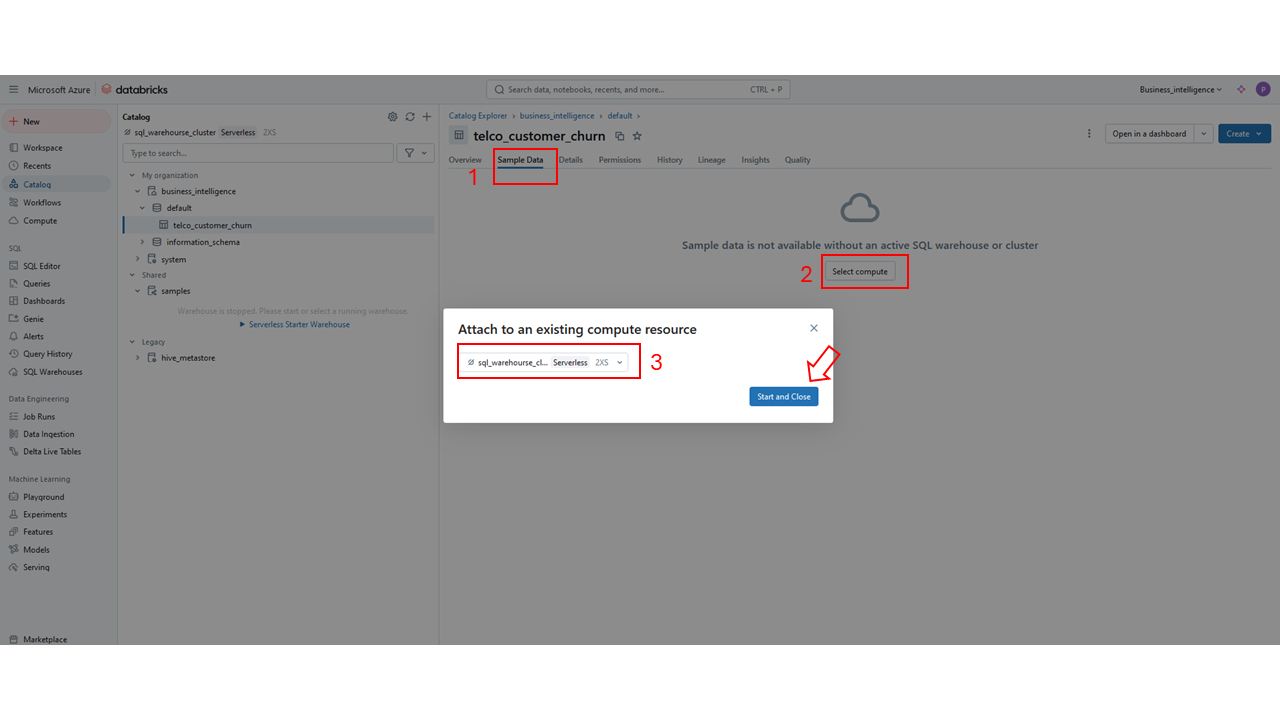 Microsoft Azure databricks
Search data, notebooks, recents, and more... CTRL + P
Business_intelligence
P
New
Workspace
Recents
Catalog
Workflows
Compute
SQL
SQL Editor
Queries
Dashboards
Genie
Alerts
Query History
SQL Warehouses
Data Engineering
Job Runs
Data Ingestion
Delta Live Tables
Machine Learning
Playground
Experiments
Features
Models
Serving
Marketplace
Catalog
sql_warehourse_cluster Serverless 2XS
Type to search...
My organization
business_intelligence
default
telco_customer_churn
information_schema
system
Shared
samples
Warehouse is stopped. Please start or select a running warehouse.
Serverless Starter Warehouse
Legacy
hive_metastore
Catalog Explorer › business_intelligence › default ›
telco_customer_churn
Open in a dashboard
Create
Overview Sample Data Details Permissions History Lineage Insights Quality
1
Sample data is not available without an active SQL warehouse or cluster
2 Select compute
Attach to an existing compute resource
sql_warehourse_cl... Serverless 2XS 3
Start and Close